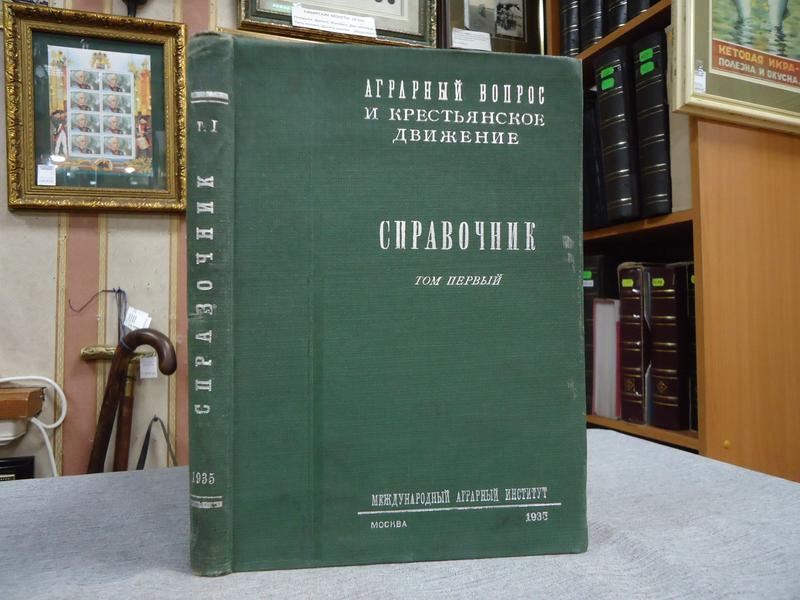 АГРАРНЫЙ ВОПРОС
И КРЕСТЬЯНСКОЕ
ДВИЖЕНИЕ
СПРАВОЧНИК
ТОМ ПЕРВЫЙ
МЕЖДУНАРОДНЫЙ АГРАРНЫЙ ИНСТИТУТ
МОСКВА 1935
т. I
СПРАВОЧНИК
1935
КЕТОВАЯ ИКРА-
ПОЛЕЗНА И ВКУСНА